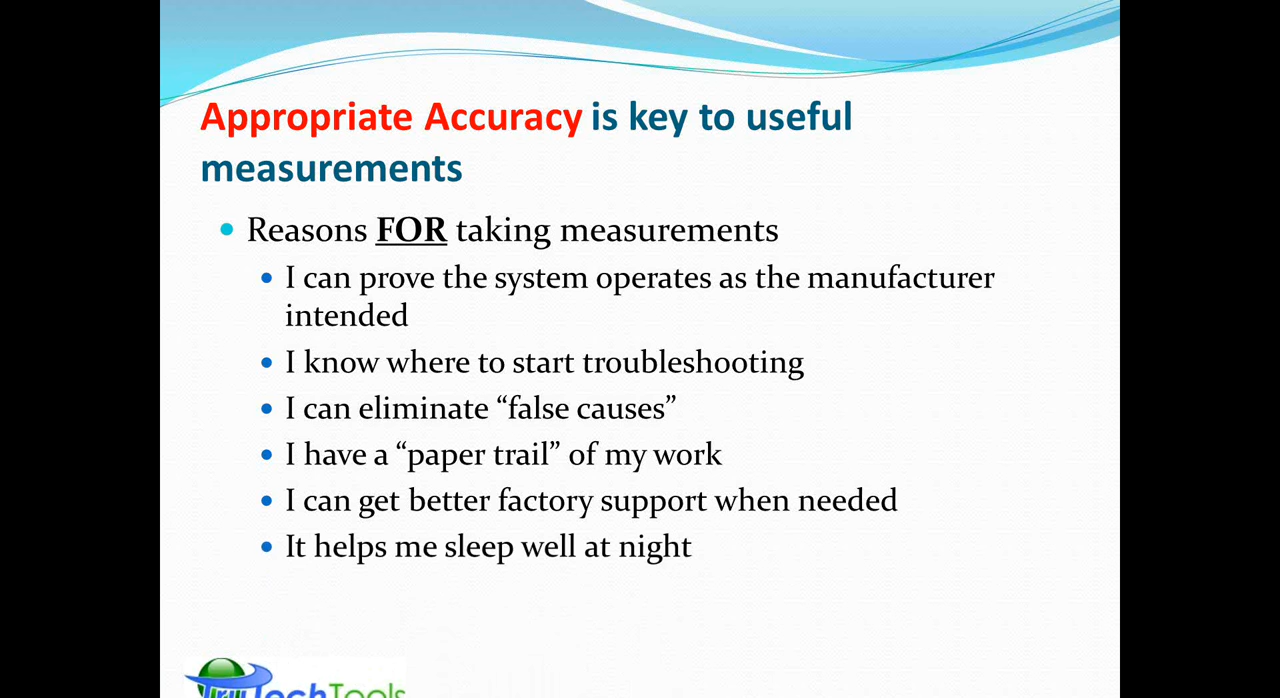 Appropriate Accuracy is key to useful
measurements
Reasons FOR taking measurements
I can prove the system operates as the manufacturer
intended
I know where to start troubleshooting
I can eliminate “false causes”
I have a “paper trail” of my work
I can get better factory support when needed
It helps me sleep well at night
TruTechTools